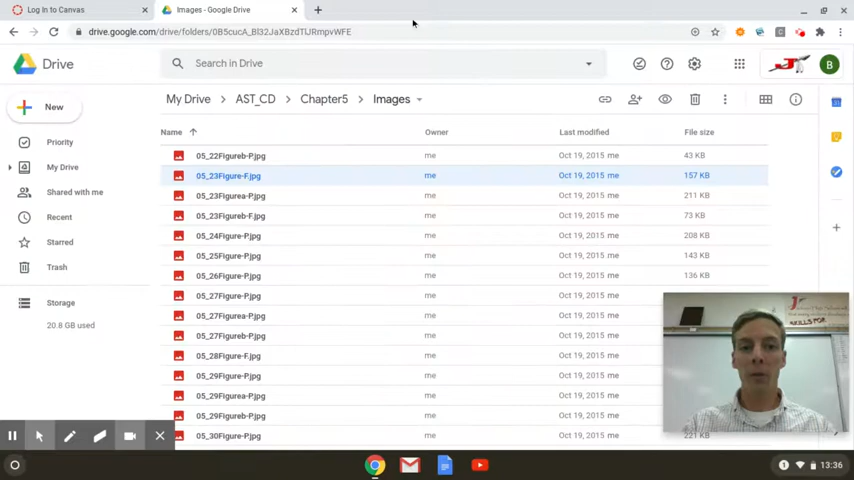 Log In to Canvas
Images - Google Drive
drive.google.com/drive/folders/0B5cucA_Bl32JaXBzdTlJRmpvWFE
Drive
Search in Drive
B
New
My Drive
AST_CD
Chapter5
Images
Name
Owner
Last modified
File size
Priority
My Drive
Shared with me
Recent
Starred
Trash
Storage
20.8 GB used
05_22Figureb-P.jpg me Oct 19, 2015 me 43 KB
05_23Figure-F.jpg me Oct 19, 2015 me 157 KB
05_23Figurea-P.jpg me Oct 19, 2015 me 211 KB
05_23Figureb-F.jpg me Oct 19, 2015 me 73 KB
05_24Figure-P.jpg me Oct 19, 2015 me 208 KB
05_25Figure-P.jpg me Oct 19, 2015 me 143 KB
05_26Figure-P.jpg me Oct 19, 2015 me 136 KB
05_27Figure-P.jpg me Oct 19, 2015 me
05_27Figurea-P.jpg me Oct 19, 2015 me
05_27Figureb-P.jpg me Oct 19, 2015 me
05_28Figure-F.jpg me Oct 19, 2015 me
05_29Figure-P.jpg me Oct 19, 2015 me
05_29Figurea-P.jpg me Oct 19, 2015 me
05_29Figureb-P.jpg me Oct 19, 2015 me
05_30Figure-P.jpg me Oct 19, 2015 me 221 KB
SKILLS FOR
1
13:36